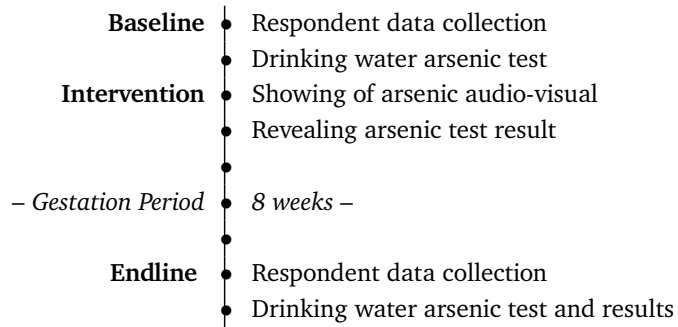 Baseline • Respondent data collection
• Drinking water arsenic test
Intervention • Showing of arsenic audio-visual
• Revealing arsenic test result
•
– Gestation Period • 8 weeks –
•
Endline • Respondent data collection
• Drinking water arsenic test and results